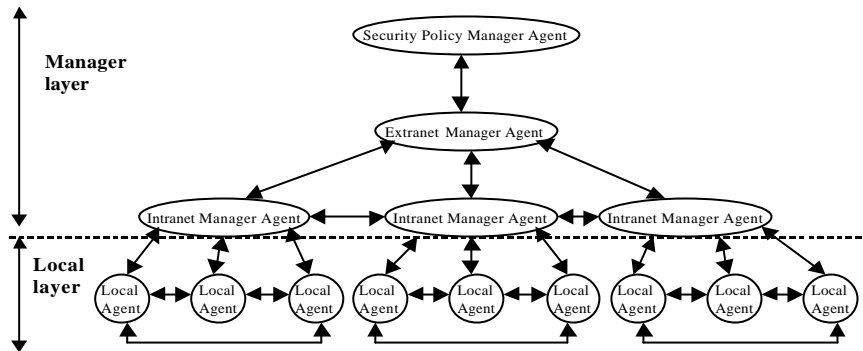 Security Policy Manager Agent
Manager
layer
Extranet Manager Agent
Intranet Manager Agent
Intranet Manager Agent
Intranet Manager Agent
Local
layer
Local
Agent
Local
Agent
Local
Agent
Local
Agent
Local
Agent
Local
Agent
Local
Agent
Local
Agent
Local
Agent